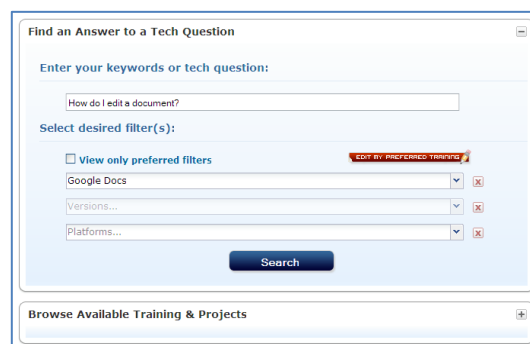 Find an Answer to a Tech Question
Enter your keywords or tech question:
How do I edit a document?
Select desired filter(s):
View only preferred filters
EDIT MY PREFERRED TRAINING
Google Docs
Versions...
Platforms...
Search
Browse Available Training & Projects